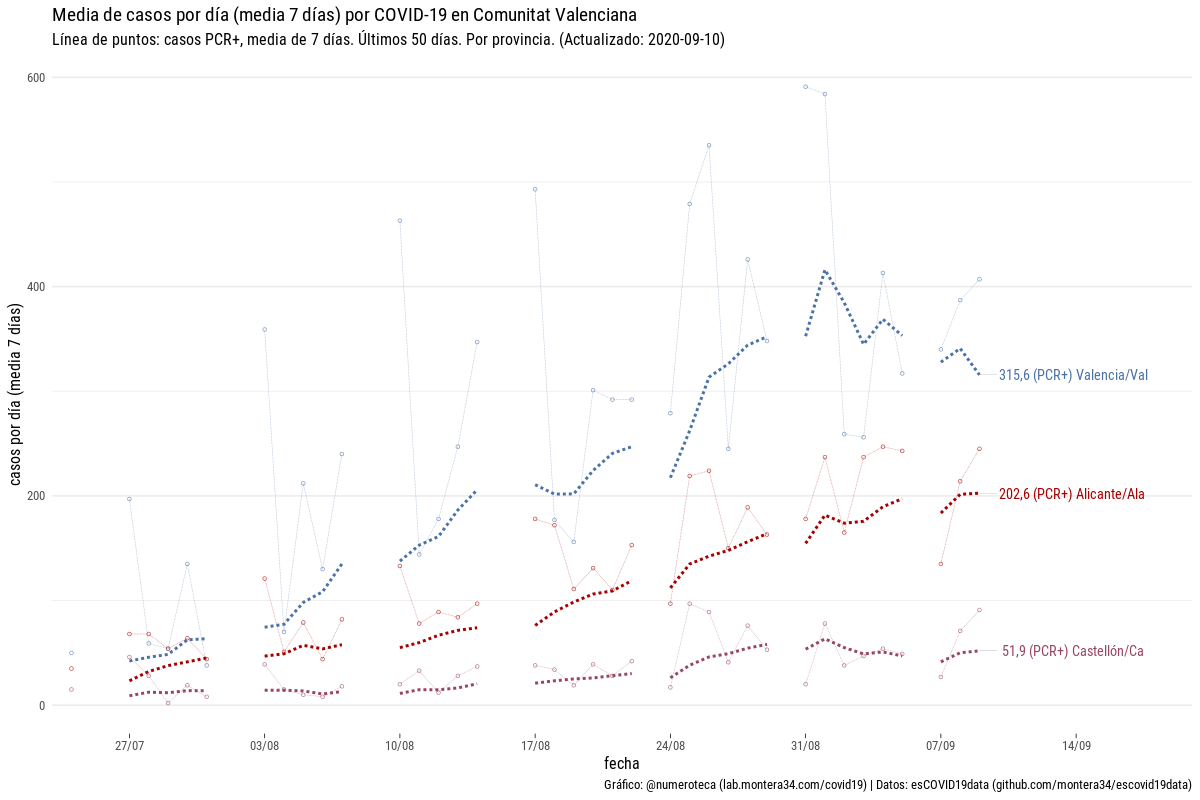 Media de casos por día (media 7 días) por COVID-19 en Comunitat Valenciana
Línea de puntos: casos PCR+, media de 7 días. Últimos 50 días. Por provincia. (Actualizado: 2020-09-10)
casos por día (media 7 días)
600
400
200
0
315,6 (PCR+) Valencia/Val
202,6 (PCR+) Alicante/Ala
51,9 (PCR+) Castellón/Ca
27/07 03/08 10/08 17/08 24/08 31/08 07/09 14/09
fecha
Gráfico: @numeroteca (lab.montera34.com/covid19) | Datos: esCOVID19data (github.com/montera34/escovid19data)